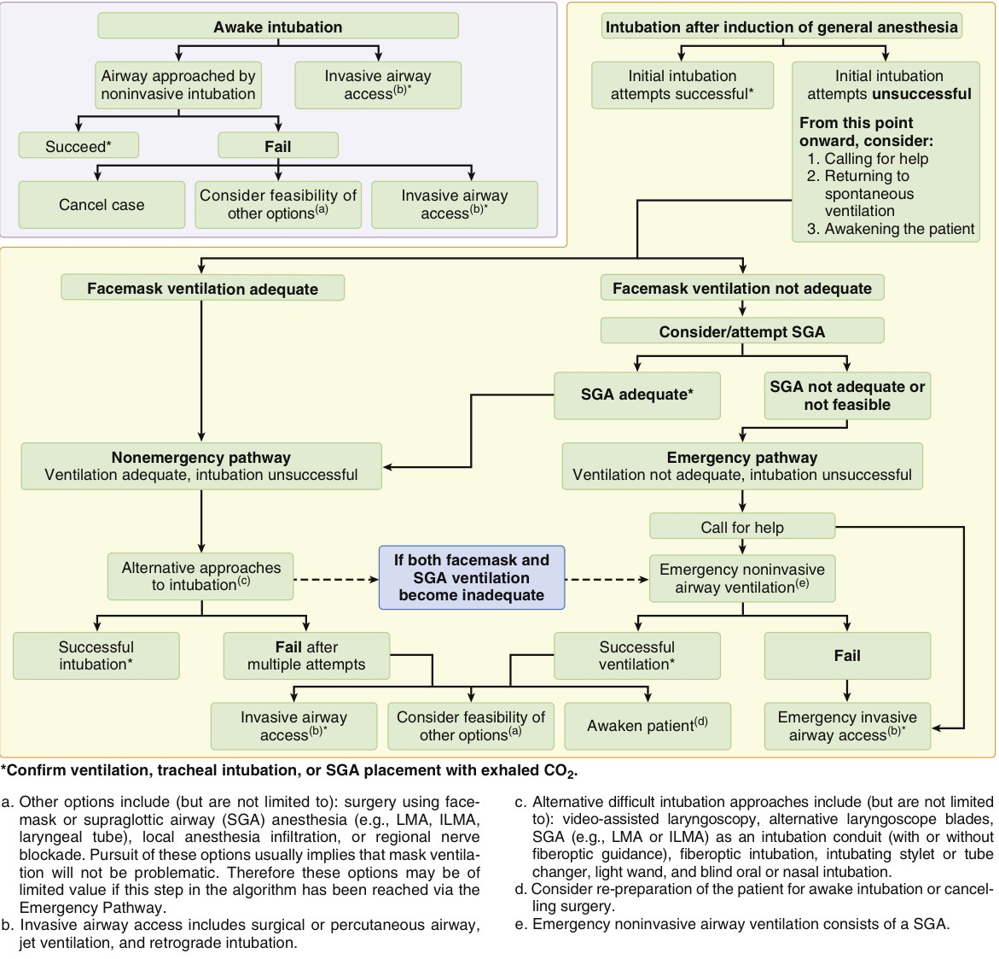 Awake intubation
Airway approached by
noninvasive intubation
Invasive airway
access(b)*
Succeed*
Fail
Cancel case
Consider feasibility of
other options(a)
Invasive airway
access(b)*
Intubation after induction of general anesthesia
Initial intubation
attempts successful*
Initial intubation
attempts unsuccessful
From this point
onward, consider:
1. Calling for help
2. Returning to
spontaneous
ventilation
3. Awakening the patient
Facemask ventilation adequate
Facemask ventilation not adequate
Consider/attempt SGA
SGA adequate*
SGA not adequate or
not feasible
Nonemergency pathway
Ventilation adequate, intubation unsuccessful
Emergency pathway
Ventilation not adequate, intubation unsuccessful
Call for help
Alternative approaches
to intubation(c)
If both facemask and
SGA ventilation
become inadequate
Emergency noninvasive
airway ventilation(e)
Successful
intubation*
Fail after
multiple attempts
Successful
ventilation*
Fail
Invasive airway
access(b)*
Consider feasibility of
other options(a)
Awaken patient(d)
Emergency invasive
airway access(b)*
*Confirm ventilation, tracheal intubation, or SGA placement with exhaled CO2.
a. Other options include (but are not limited to): surgery using face-
mask or supraglottic airway (SGA) anesthesia (e.g., LMA, ILMA,
laryngeal tube), local anesthesia infiltration, or regional nerve
blockade. Pursuit of these options usually implies that mask ventila-
tion will not be problematic. Therefore these options may be of
limited value if this step in the algorithm has been reached via the
Emergency Pathway.
b. Invasive airway access includes surgical or percutaneous airway,
jet ventilation, and retrograde intubation.
c. Alternative difficult intubation approaches include (but are not limited
to): video-assisted laryngoscopy, alternative laryngoscope blades,
SGA (e.g., LMA or ILMA) as an intubation conduit (with or without
fiberoptic guidance), fiberoptic intubation, intubating stylet or tube
changer, light wand, and blind oral or nasal intubation.
d. Consider re-preparation of the patient for awake intubation or cancel-
ling surgery.
e. Emergency noninvasive airway ventilation consists of a SGA.